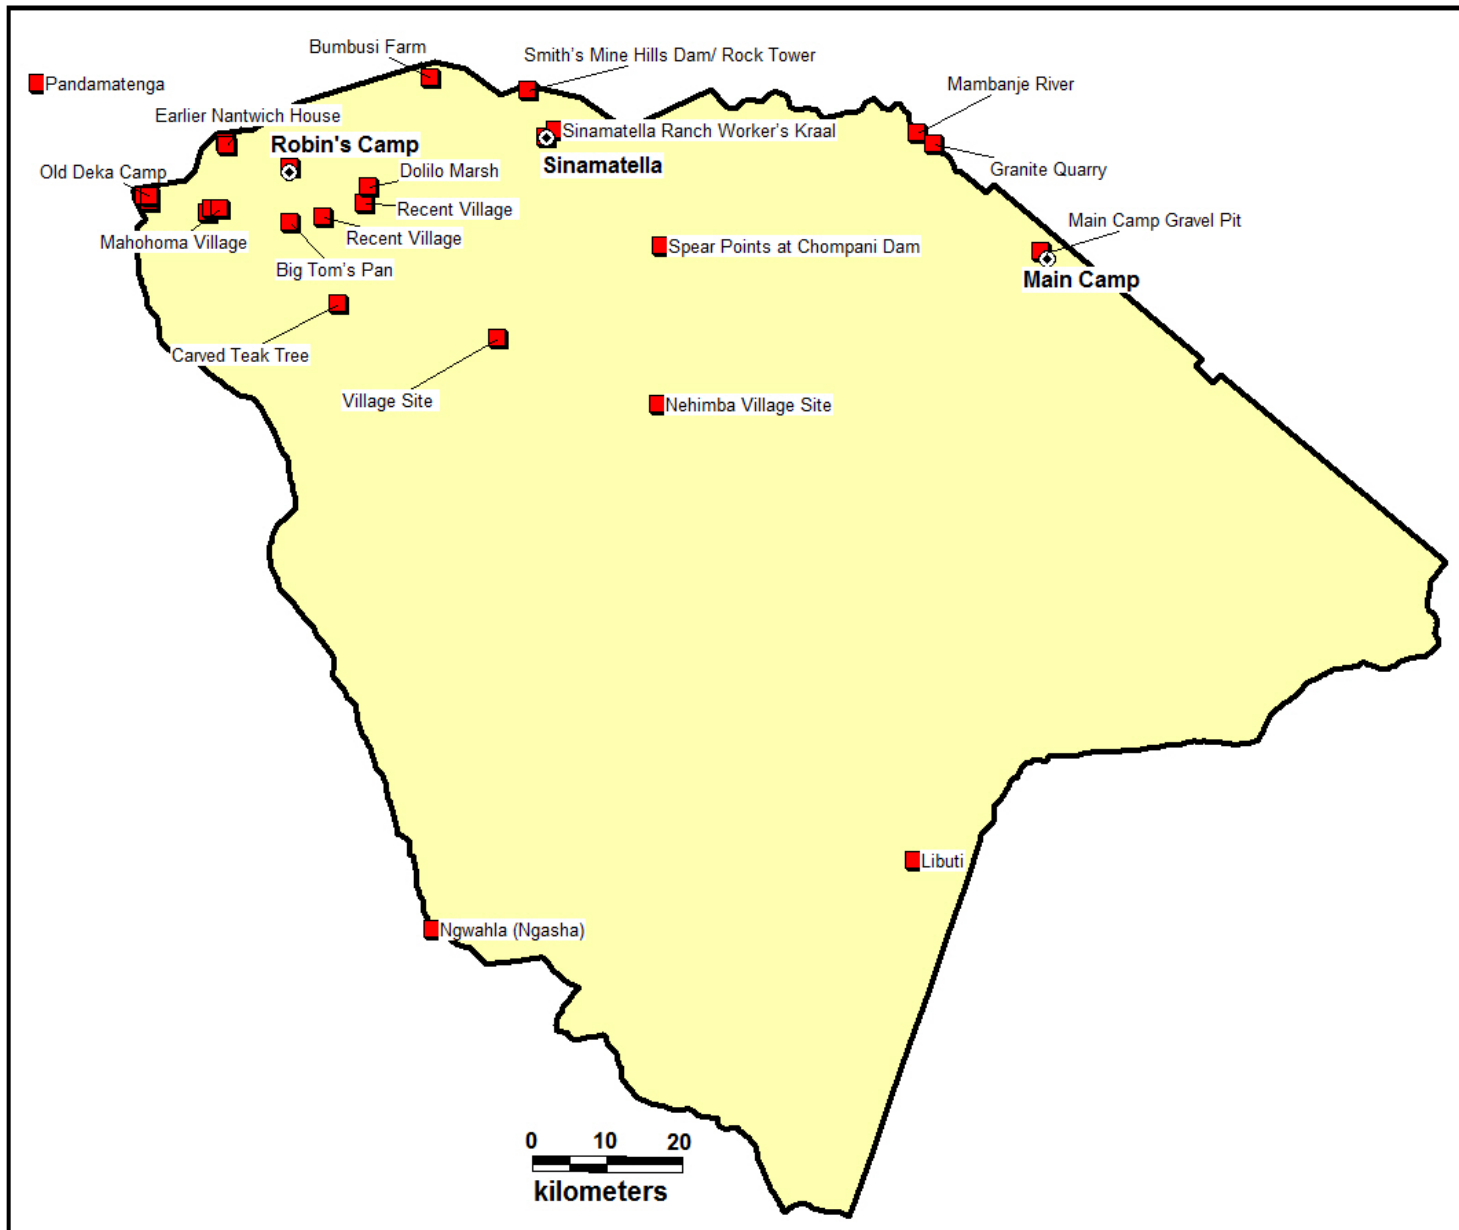 Bumbusi Farm
Smith's Mine Hills Dam/ Rock Tower
Pandamatenga
Mambanje River
Earlier Nantwich House
Sinamatella Ranch Worker's Kraal
Robin's Camp
Sinamatella
Old Deka Camp
Dolilo Marsh
Granite Quarry
Recent Village
Main Camp Gravel Pit
Mahohoma Village
Recent Village
Spear Points at Chompani Dam
Big Tom's Pan
Main Camp
Carved Teak Tree
Village Site
Nehimba Village Site
Libuti
Ngwahla (Ngasha)
0 10 20
kilometers